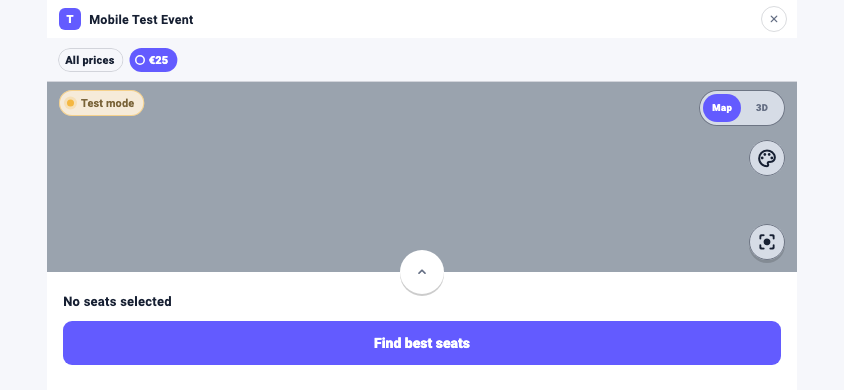 T Mobile Test Event
All prices
€25
Test mode
Map
3D
No seats selected
Find best seats